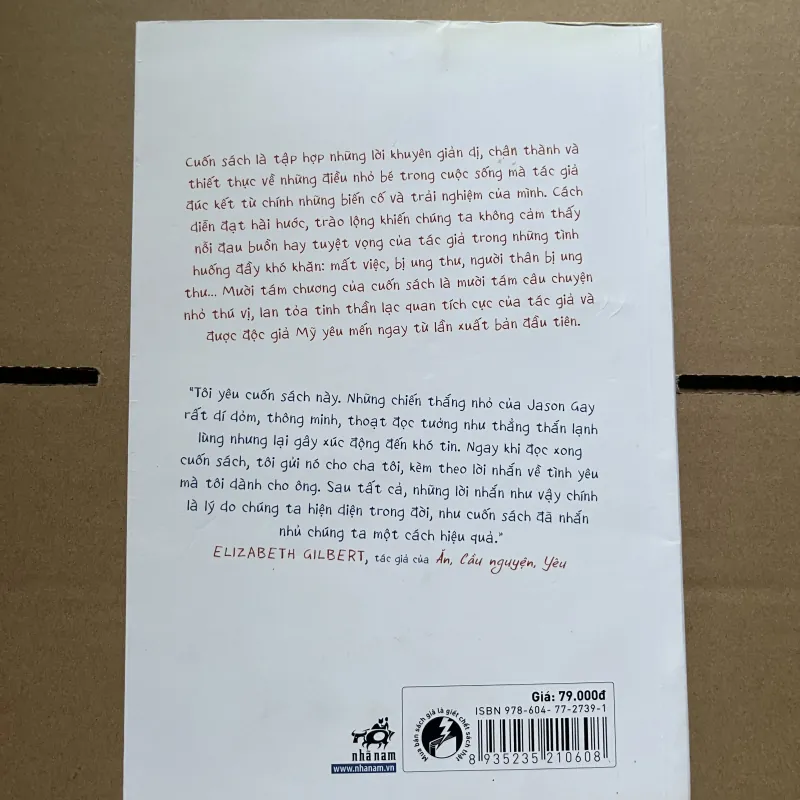 Cuốn sách là tập hợp những lời khuyên giản dị, chân thành và
thiết thực về những điều nhỏ bé trong cuộc sống mà tác giả
đúc kết từ chính những biến cố và trải nghiệm của mình. Cách
diễn đạt hài hước, trào lộng khiến chúng ta không cảm thấy
nỗi đau buồn hay tuyệt vọng của tác giả trong những tình
huống đầy khó khăn: mất việc, bị ung thư, người thân bị ung
thư... Mười tám chương của cuốn sách là mười tám câu chuyện
nhỏ thú vị, lan tỏa tinh thần lạc quan tích cực của tác giả và
được độc giả Mỹ yêu mến ngay từ lần xuất bản đầu tiên.
"Tôi yêu cuốn sách này. Những chiến thắng nhỏ của Jason Gay
rất dí dỏm, thông minh, thoạt đọc tưởng như thẳng thắn lạnh
lùng nhưng lại gây xúc động đến khó tin. Ngay khi đọc xong
cuốn sách, tôi gửi nó cho cha tôi, kèm theo lời nhắn về tình yêu
mà tôi dành cho ông. Sau tất cả, những lời nhắn như vậy chính
là lý do chúng ta hiện diện trong đời, như cuốn sách đã nhắn
nhủ chúng ta một cách hiệu quả."
ELIZABETH GILBERT, tác giả của Ăn, Cầu nguyện, Yêu
nhã nam
www.nhanam.vn
Mua bán sách giả là giết chết sách thật
Giá: 79.000đ
ISBN 978-604-77-2739-1
8 935235 210608